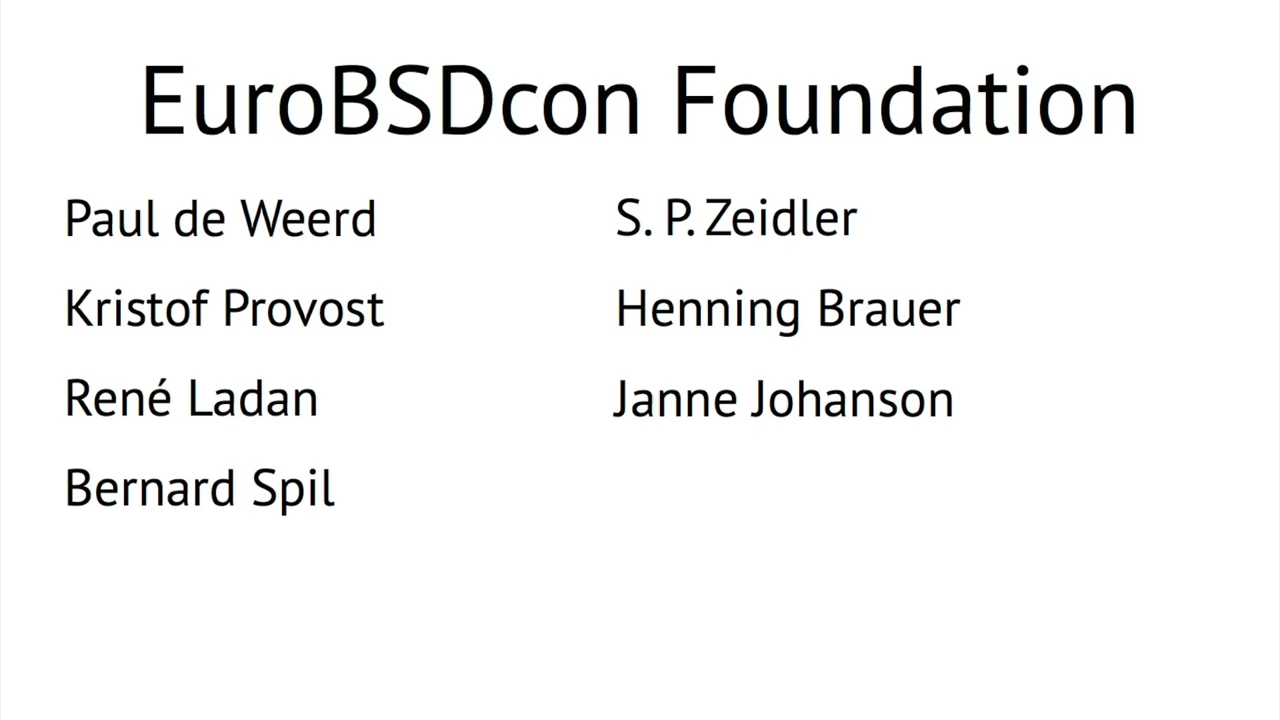 EuroBSDcon Foundation
Paul de Weerd
Kristof Provost
René Ladan
Bernard Spil
S. P. Zeidler
Henning Brauer
Janne Johanson